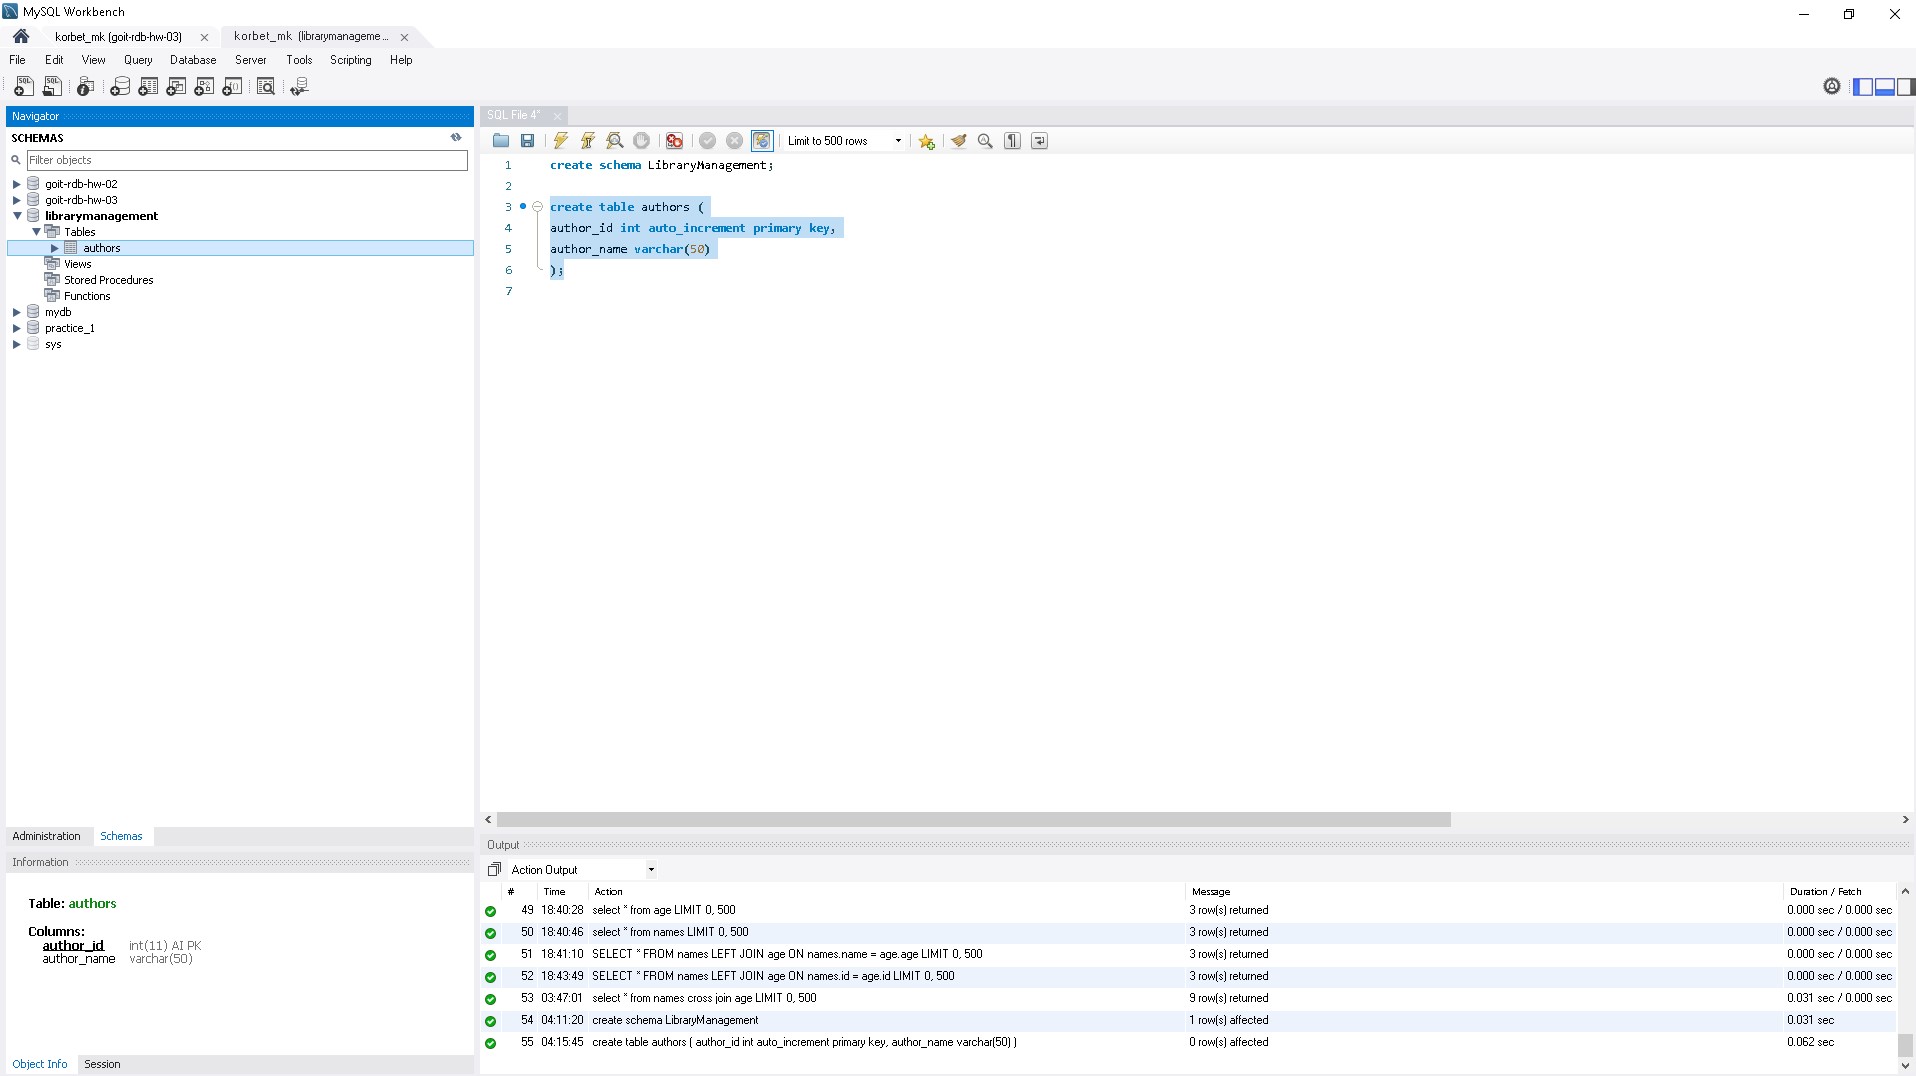 MySQL Workbench
korbet_mk (goit-rdb-hw-03)
korbet_mk (librarymanageme...
File Edit View Query Database Server Tools Scripting Help
Navigator
SCHEMAS
Filter objects
goit-rdb-hw-02
goit-rdb-hw-03
librarymanagement
Tables
authors
Views
Stored Procedures
Functions
mydb
practice_1
sys
Administration Schemas
Information
Table: authors
Columns:
author_id int(11) AI PK
author_name varchar(50)
Object Info Session
SQL File 4*
Limit to 500 rows
1 create schema LibraryManagement;
2
3 create table authors (
4 author_id int auto_increment primary key,
5 author_name varchar(50)
6 );
7
Output
Action Output
# Time Action Message Duration / Fetch
49 18:40:28 select * from age LIMIT 0, 500 3 row(s) returned 0.000 sec / 0.000 sec
50 18:40:46 select * from names LIMIT 0, 500 3 row(s) returned 0.000 sec / 0.000 sec
51 18:41:10 SELECT * FROM names LEFT JOIN age ON names.name = age.age LIMIT 0, 500 3 row(s) returned 0.000 sec / 0.000 sec
52 18:43:49 SELECT * FROM names LEFT JOIN age ON names.id = age.id LIMIT 0, 500 3 row(s) returned 0.000 sec / 0.000 sec
53 03:47:01 select * from names cross join age LIMIT 0, 500 9 row(s) returned 0.031 sec / 0.000 sec
54 04:11:20 create schema LibraryManagement 1 row(s) affected 0.031 sec
55 04:15:45 create table authors ( author_id int auto_increment primary key, author_name varchar(50) ) 0 row(s) affected 0.062 sec